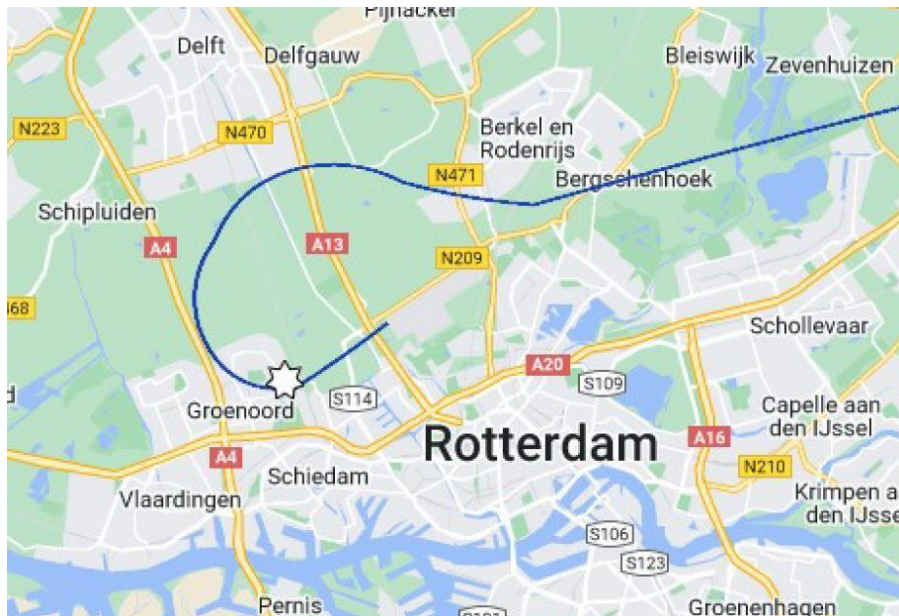 Pijnacker
Delft
Delfgauw
Bleiswijk
Zevenhuizen
N223
N470
Berkel en
Rodenrijs
N471
Bergschenhoek
Schipluiden
A4
A13
N209
468
Schollevaar
A20
S109
S114
Groenoord
Capelle aan
den IJssel
Rotterdam
A16
A4
Schiedam
N210
Vlaardingen
Krimpen a
den IJsse
S106
S123
Pernis
Groenenhagen